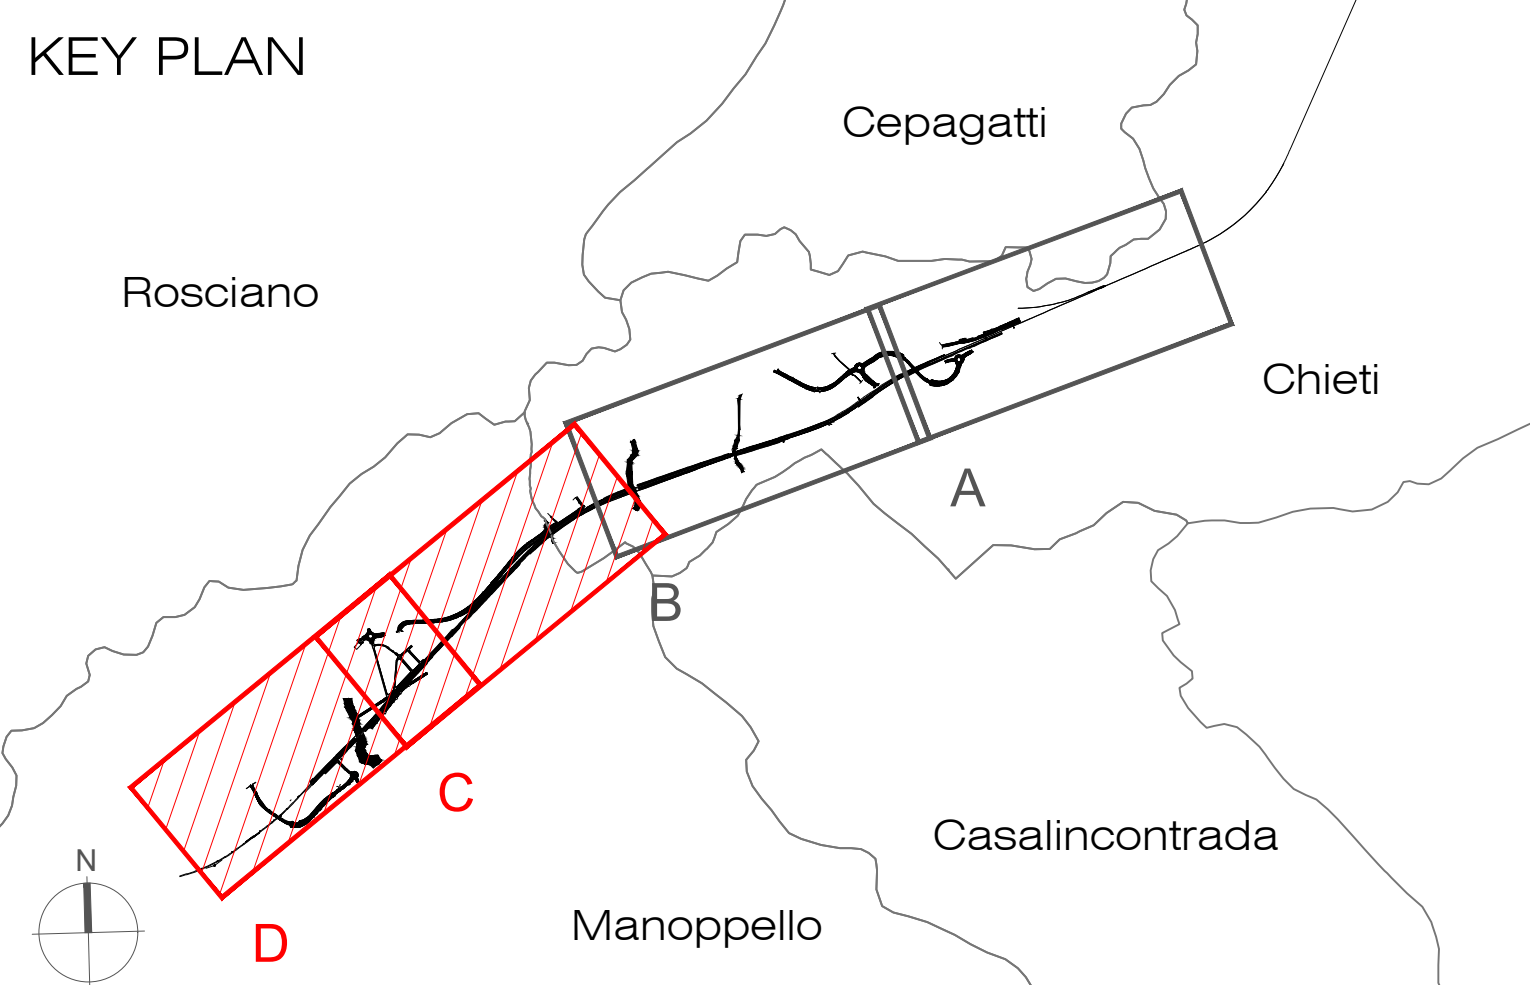 KEY PLAN
Cepagatti
Rosciano
Chieti
A
B
C
Casalincontrada
N
Manoppello
D